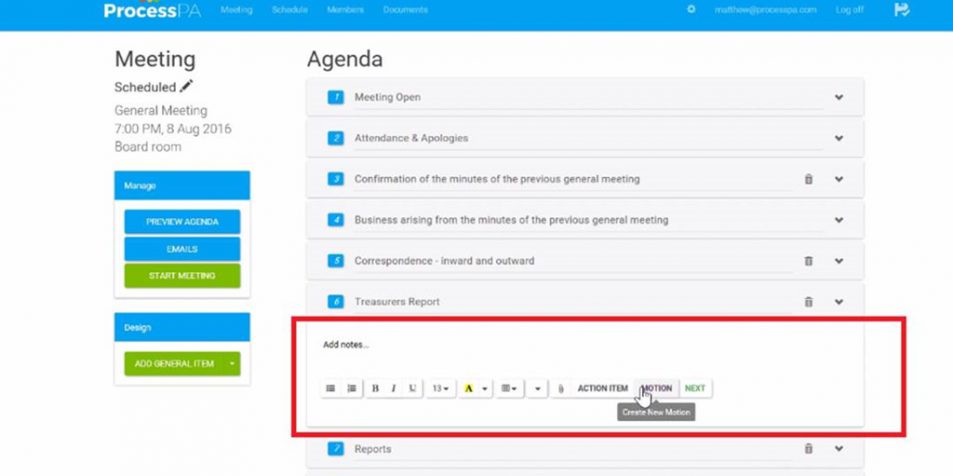 ProcessPA
Meeting
Schedule
Members
Documents
matthew@processpa.com
Log off
Meeting
Scheduled
General Meeting
7:00 PM, 8 Aug 2016
Board room
Manage
PREVIEW AGENDA
EMAILS
START MEETING
Design
ADD GENERAL ITEM
Agenda
1 Meeting Open
2 Attendance & Apologies
3 Confirmation of the minutes of the previous general meeting
4 Business arising from the minutes of the previous general meeting
5 Correspondence - inward and outward
6 Treasurers Report
Add notes...
B I U 13 A ACTION ITEM MOTION NEXT
Create New Motion
7 Reports